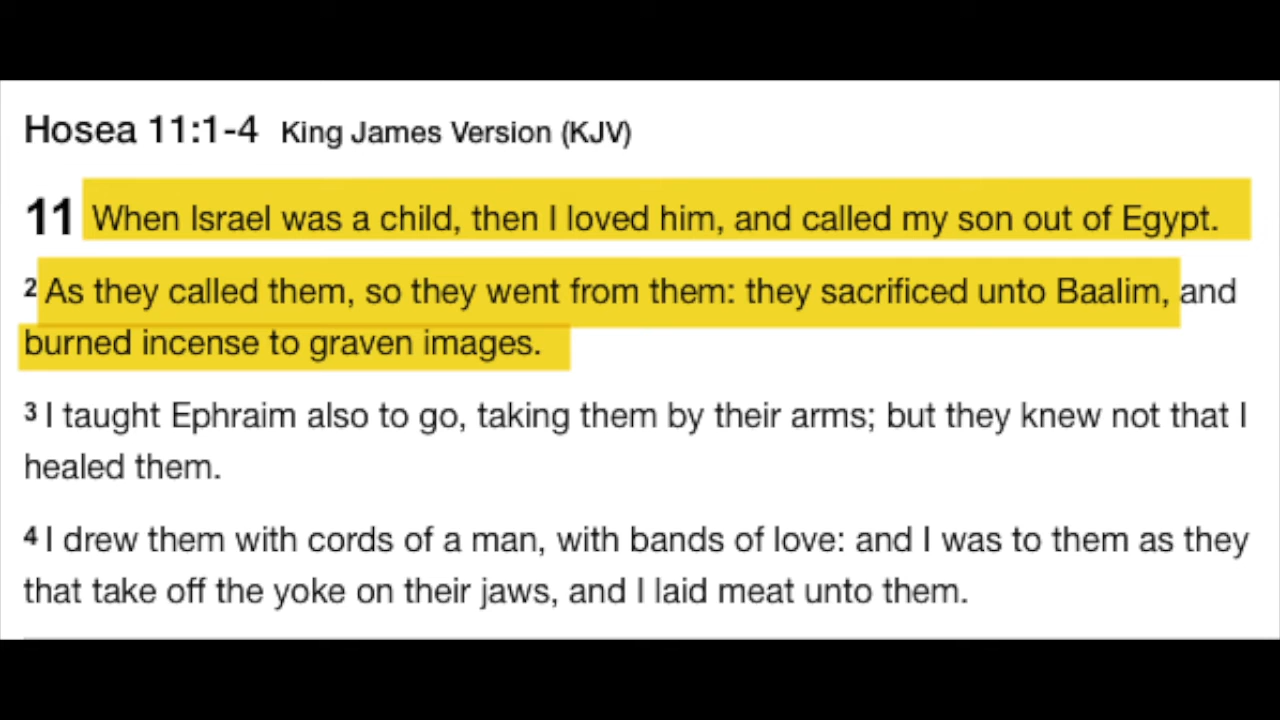 Hosea 11:1-4 King James Version (KJV)
11 When Israel was a child, then I loved him, and called my son out of Egypt.
2 As they called them, so they went from them: they sacrificed unto Baalim, and
burned incense to graven images.
3 I taught Ephraim also to go, taking them by their arms; but they knew not that I
healed them.
4 I drew them with cords of a man, with bands of love: and I was to them as they
that take off the yoke on their jaws, and I laid meat unto them.